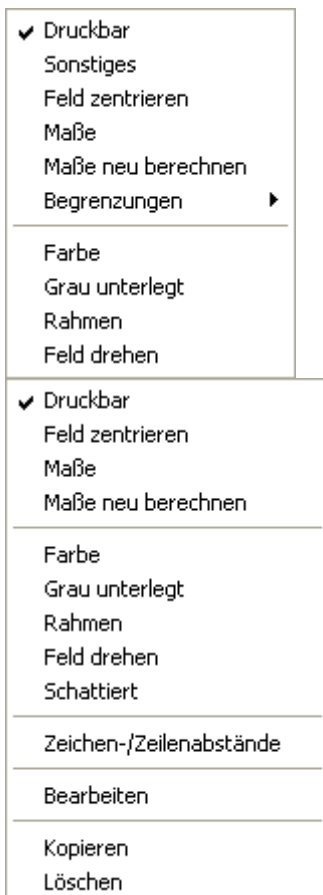 Druckbar
Sonstiges
Feld zentrieren
Maße
Maße neu berechnen
Begrenzungen
Farbe
Grau unterlegt
Rahmen
Feld drehen
Druckbar
Feld zentrieren
Maße
Maße neu berechnen
Farbe
Grau unterlegt
Rahmen
Feld drehen
Schattiert
Zeichen-/Zeilenabstände
Bearbeiten
Kopieren
Löschen